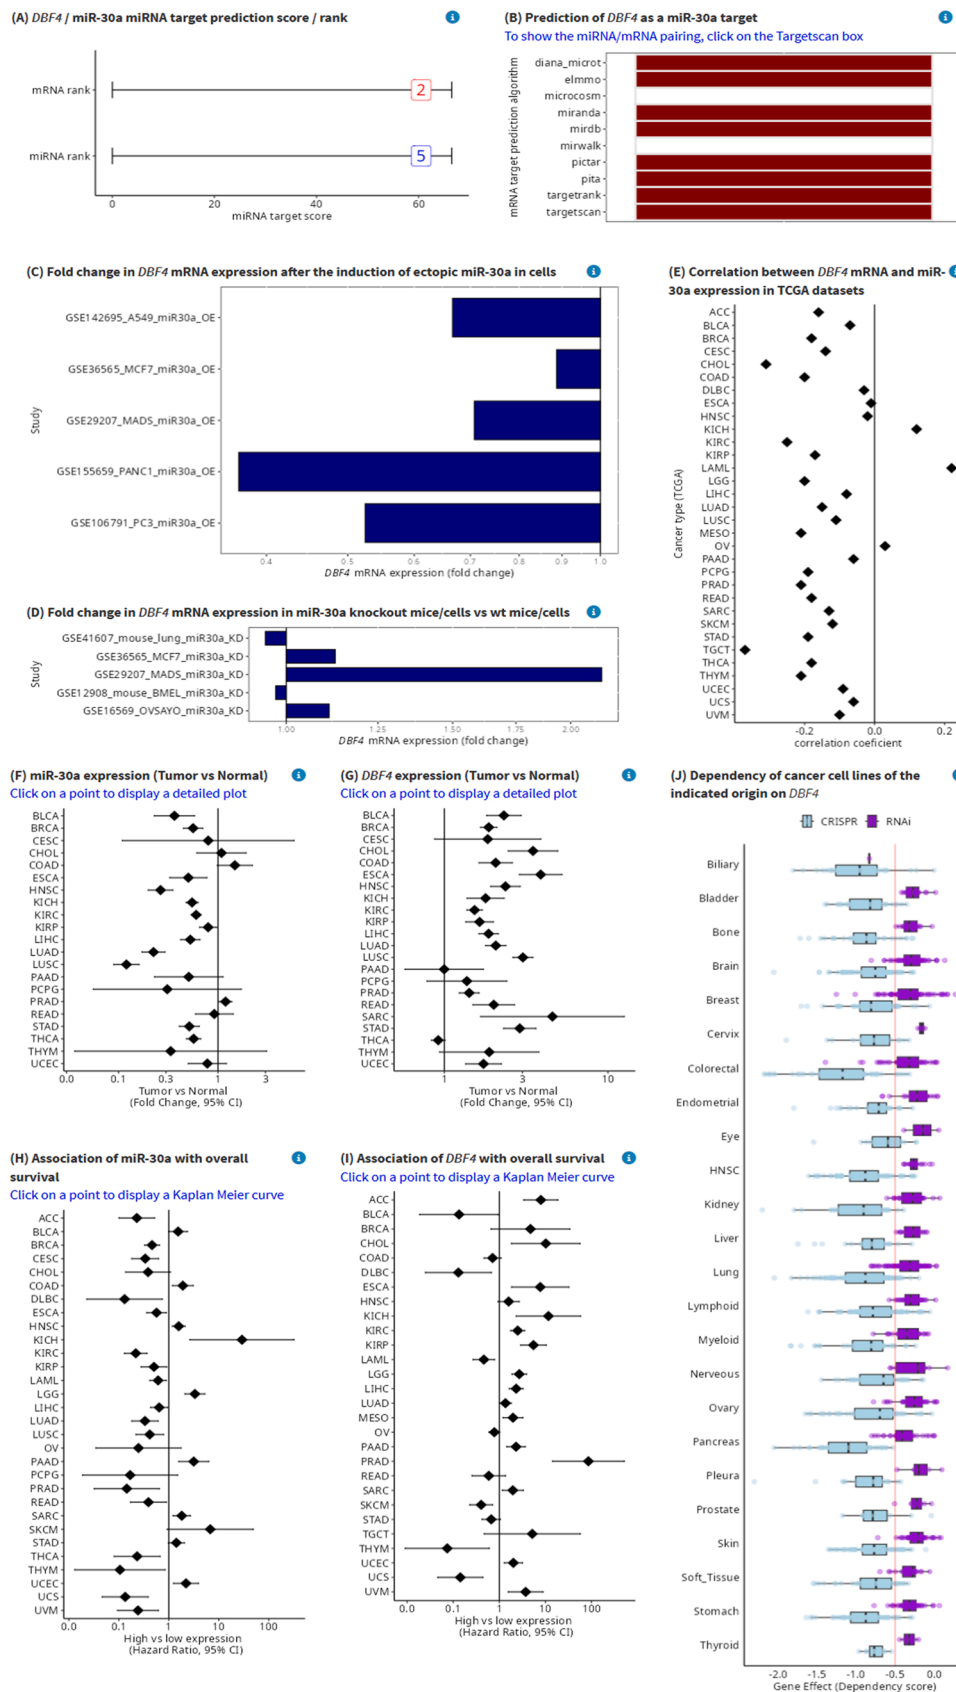 (A) DBF4 / miR-30a miRNA target prediction score / rank
mRNA rank
2
miRNA rank
5
0 20 40 60
miRNA target score
(B) Prediction of DBF4 as a miR-30a target
To show the miRNA/mRNA pairing, click on the Targetscan box
mRNA target prediction algorithm
diana_microt
elmmo
microcosm
miranda
mirdb
mirwalk
pictar
pita
targetrank
targetscan
(C) Fold change in DBF4 mRNA expression after the induction of ectopic miR-30a in cells
Study
GSE142695_A549_miR30a_OE
GSE36565_MCF7_miR30a_OE
GSE29207_MADS_miR30a_OE
GSE155659_PANC1_miR30a_OE
GSE106791_PC3_miR30a_OE
0.4 0.5 0.6 0.7 0.8 0.9 1.0
DBF4 mRNA expression (fold change)
(D) Fold change in DBF4 mRNA expression in miR-30a knockout mice/cells vs wt mice/cells
Study
GSE41607_mouse_lung_miR30a_KD
GSE36565_MCF7_miR30a_KD
GSE29207_MADS_miR30a_KD
GSE12908_mouse_BMEL_miR30a_KD
GSE16569_OVSAYO_miR30a_KD
1.00 1.25 1.50 1.75 2.00
DBF4 mRNA expression (fold change)
(E) Correlation between DBF4 mRNA and miR-
30a expression in TCGA datasets
Cancer type (TCGA)
ACC
BLCA
BRCA
CESC
CHOL
COAD
DLBC
ESCA
HNSC
KICH
KIRC
KIRP
LAML
LGG
LIHC
LUAD
LUSC
MESO
OV
PAAD
PCPG
PRAD
READ
SARC
SKCM
STAD
TGCT
THCA
THYM
UCEC
UCS
UVM
-0.2 0.0 0.2
correlation coeficient
(F) miR-30a expression (Tumor vs Normal)
Click on a point to display a detailed plot
BLCA
BRCA
CESC
CHOL
COAD
ESCA
HNSC
KICH
KIRC
KIRP
LIHC
LUAD
LUSC
PAAD
PCPG
PRAD
READ
STAD
THCA
THYM
UCEC
0.0 0.1 0.3 1 3
Tumor vs Normal
(Fold Change, 95% CI)
(G) DBF4 expression (Tumor vs Normal)
Click on a point to display a detailed plot
BLCA
BRCA
CESC
CHOL
COAD
ESCA
HNSC
KICH
KIRC
KIRP
LIHC
LUAD
LUSC
PAAD
PCPG
PRAD
READ
SARC
STAD
THCA
THYM
UCEC
1 3 10
Tumor vs Normal
(Fold Change, 95% CI)
(H) Association of miR-30a with overall
survival
Click on a point to display a Kaplan Meier curve
ACC
BLCA
BRCA
CESC
CHOL
COAD
DLBC
ESCA
HNSC
KICH
KIRC
KIRP
LAML
LGG
LIHC
LUAD
LUSC
OV
PAAD
PCPG
PRAD
READ
SARC
SKCM
STAD
THCA
THYM
UCEC
UCS
UVM
0.0 0.1 1 10 100
High vs low expression
(Hazard Ratio, 95% CI)
(I) Association of DBF4 with overall survival
Click on a point to display a Kaplan Meier curve
ACC
BLCA
BRCA
CHOL
COAD
DLBC
ESCA
HNSC
KICH
KIRC
KIRP
LAML
LGG
LIHC
LUAD
MESO
OV
PAAD
PRAD
READ
SARC
SKCM
STAD
TGCT
THYM
UCEC
UCS
UVM
0.0 0.1 1 10 100
High vs low expression
(Hazard Ratio, 95% CI)
(J) Dependency of cancer cell lines of the
indicated origin on DBF4
CRISPR RNAi
Biliary
Bladder
Bone
Brain
Breast
Cervix
Colorectal
Endometrial
Eye
HNSC
Kidney
Liver
Lung
Lymphoid
Myeloid
Nervous
Ovary
Pancreas
Pleura
Prostate
Skin
Soft_Tissue
Stomach
Thyroid
-2.0 -1.5 -1.0 -0.5 0.0
Gene Effect (Dependency score)